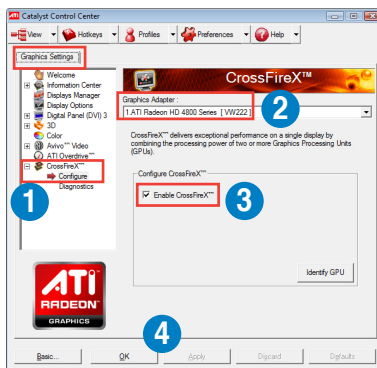 ATI Catalyst Control Center
View Hotkeys Profiles Preferences Help
Graphics Settings
Welcome
Information Center
Displays Manager
Display Options
Digital Panel (DVI) 3
3D
Color
Avivo™ Video
ATI Overdrive™
CrossFireX™
Configure
Diagnostics
1
CrossFireX™
Graphics Adapter :
1.ATI Radeon HD 4800 Series [ VW222 ]
2
CrossFireX™ delivers exceptional performance on a single display by
combining the processing power of two or more Graphics Processing Units
(GPUs).
Configure CrossFireX™
Enable CrossFireX™
3
Identify GPU
ATI
RADEON
GRAPHICS
4
Basic... OK Apply Discard Defaults